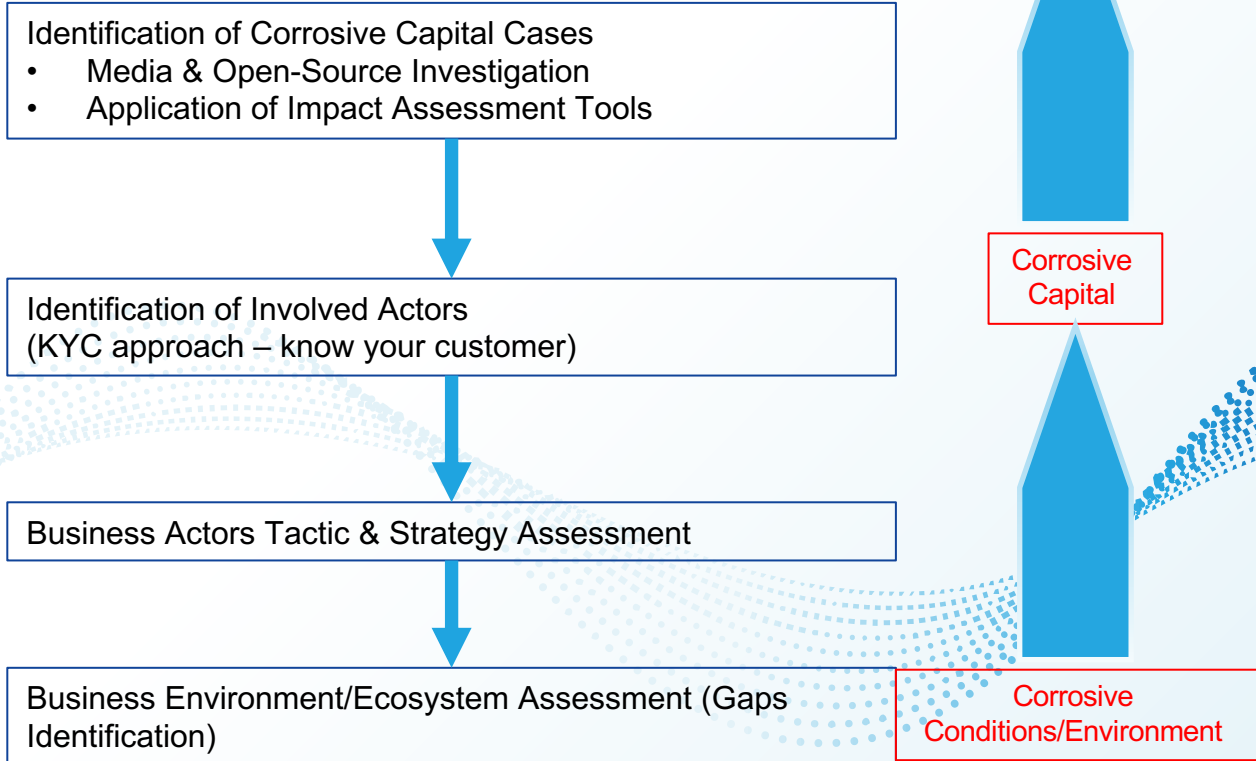 Identification of Corrosive Capital Cases
• Media & Open-Source Investigation
• Application of Impact Assessment Tools
Identification of Involved Actors
(KYC approach – know your customer)
Business Actors Tactic & Strategy Assessment
Business Environment/Ecosystem Assessment (Gaps
Identification)
Corrosive
Capital
Corrosive
Conditions/Environment